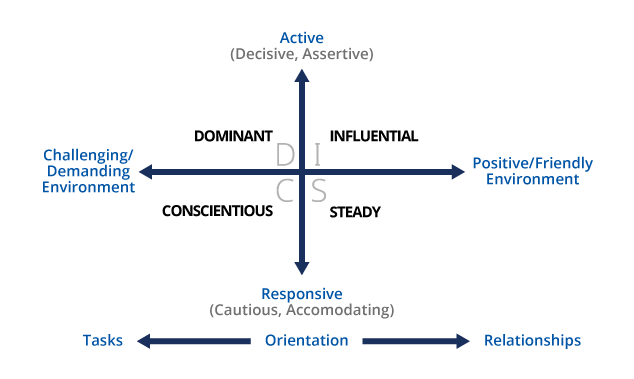 Active
(Decisive, Assertive)
DOMINANT INFLUENTIAL
D I
Challenging/
Demanding
Environment
Positive/Friendly
Environment
C S
CONSCIENTIOUS STEADY
Responsive
(Cautious, Accomodating)
Tasks Orientation Relationships